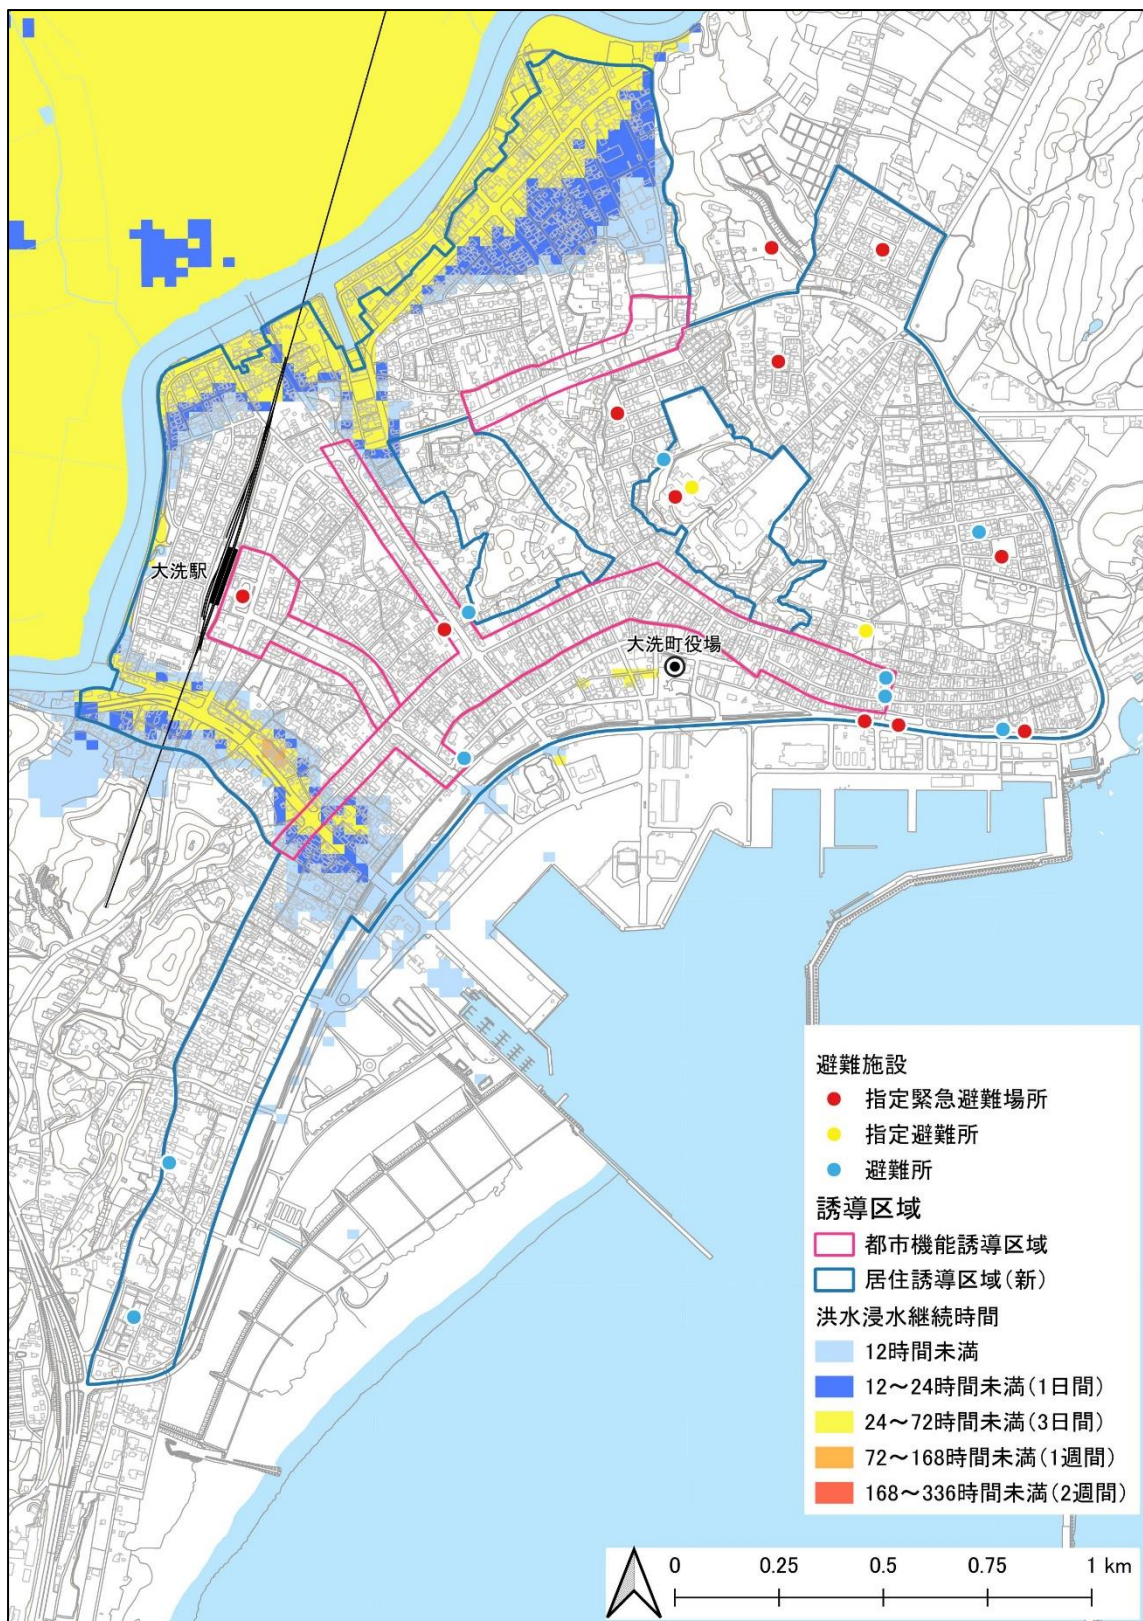 大洗駅
大洗町役場
避難施設
指定緊急避難場所
指定避難所
避難所
誘導区域
都市機能誘導区域
居住誘導区域(新)
洪水浸水継続時間
12時間未満
12～24時間未満(1日間)
24～72時間未満(3日間)
72～168時間未満(1週間)
168～336時間未満(2週間)
0 0.25 0.5 0.75 1 km